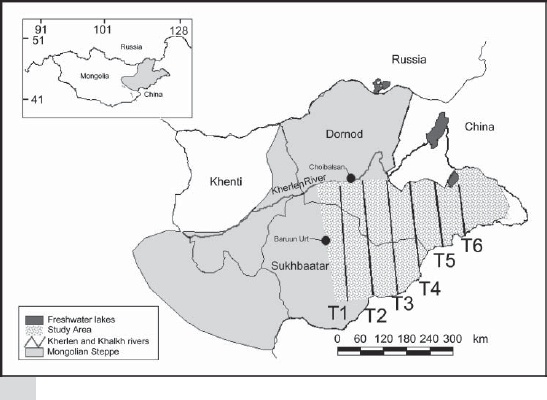 91 101 128
51
Russia
Mongolia
China
41
Russia
China
Domod
Choibalsan
Khenti
Kherlen River
Baruun Urt
Sukhbaatar
T6
T5
T4
T3
T2
T1
Freshwater lakes
Study Area
Kherlen and Khalkh rivers
Mongolian Steppe
0 60 120 180 240 300 km